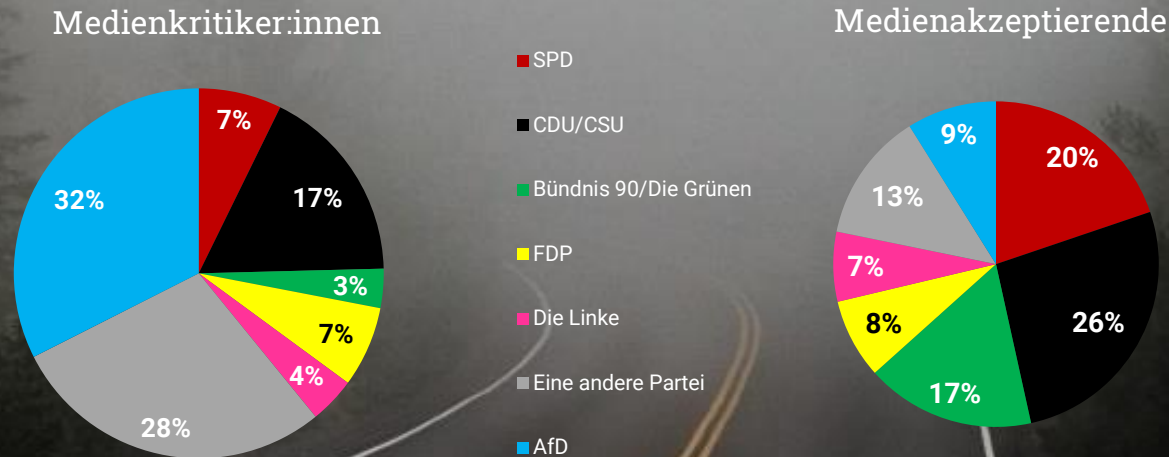 Medienkritiker:innen
7%
17%
3%
7%
4%
28%
32%
SPD
CDU/CSU
Bündnis 90/Die Grünen
FDP
Die Linke
Eine andere Partei
AfD
Medienakzeptierende
20%
26%
17%
8%
7%
13%
9%